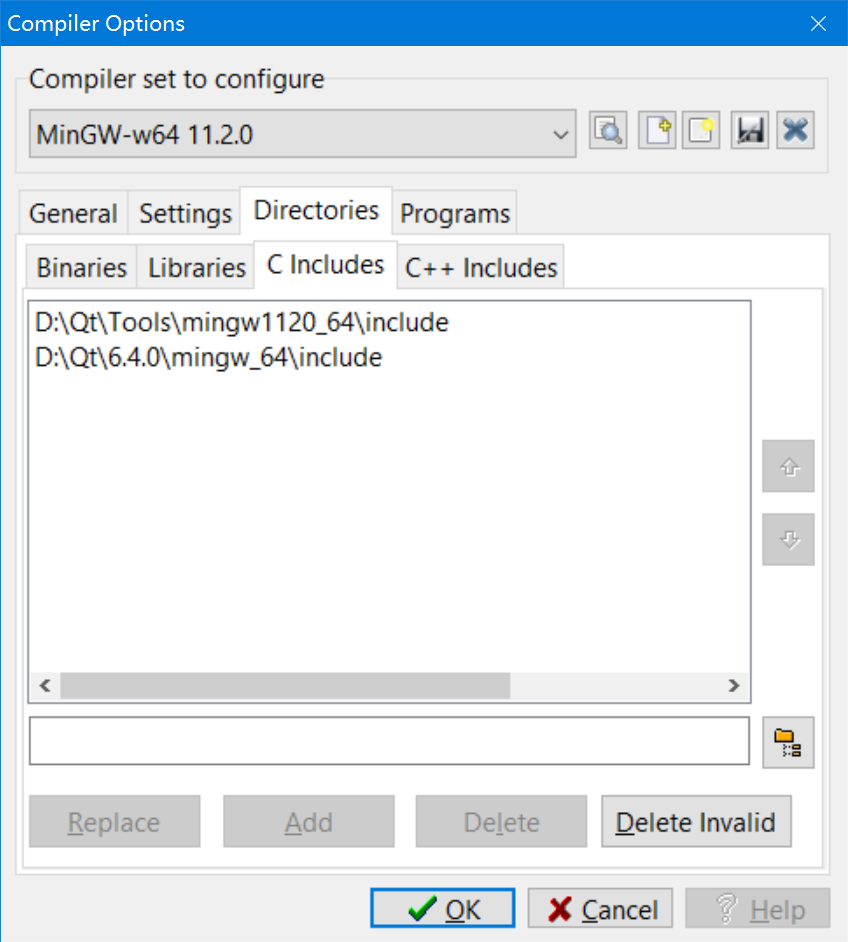 Compiler Options
Compiler set to configure
MinGW-w64 11.2.0
General Settings Directories Programs
Binaries Libraries C Includes C++ Includes
D:\Qt\Tools\mingw1120_64\include
D:\Qt\6.4.0\mingw_64\include
Replace Add Delete Delete Invalid
OK Cancel Help